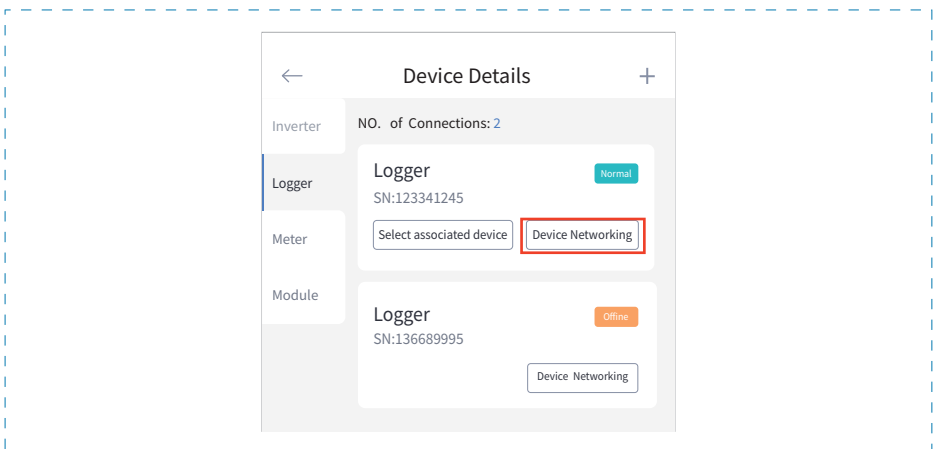 Device Details
Inverter
Logger
Meter
Module
NO. of Connections: 2
Logger
Normal
SN:123341245
Select associated device
Device Networking
Logger
Offine
SN:136689995
Device Networking